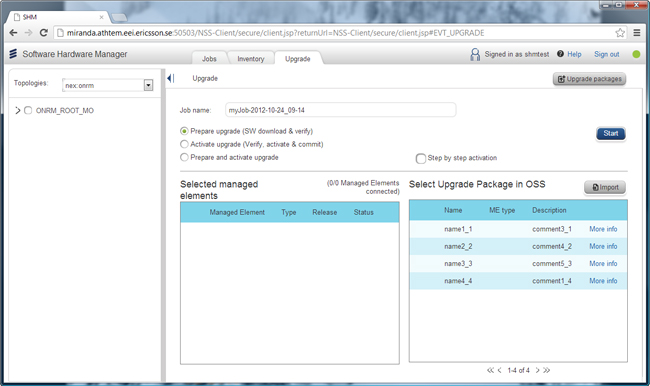 SHM
miranda.athtem.eei.ericsson.se:50503/NSS-Client/secure/client.jsp?returnUrl=NSS-Client/secure/client.jsp#EVT_UPGRADE
Software Hardware Manager
Jobs
Inventory
Upgrade
Signed in as shmtest
Help
Sign out
Topologies:
nex:onrm
ONRM_ROOT_MO
Upgrade
Upgrade packages
Job name:
myJob-2012-10-24_09-14
Prepare upgrade (SW download & verify)
Activate upgrade (Verify, activate & commit)
Prepare and activate upgrade
Step by step activation
Start
Selected managed elements
(0/0 Managed Elements connected)
Managed Element Type Release Status
Select Upgrade Package in OSS
Import
Name ME type Description
name1_1 comment3_1 More info
name2_2 comment4_2 More info
name3_3 comment5_3 More info
name4_4 comment1_4 More info
1-4 of 4